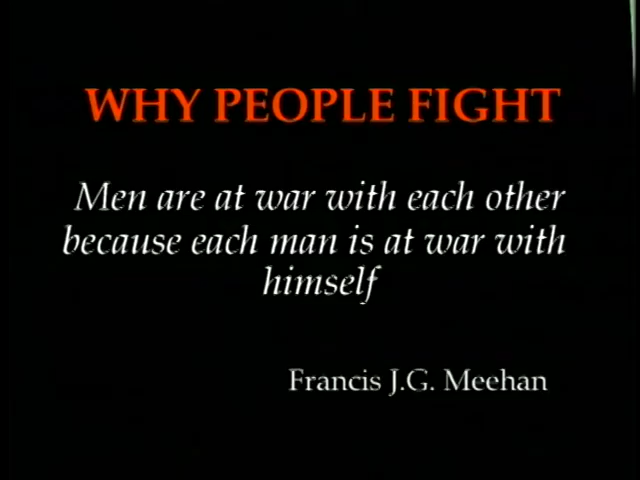 WHY PEOPLE FIGHT
Men are at war with each other
because each man is at war with
himself
Francis J.G. Meehan